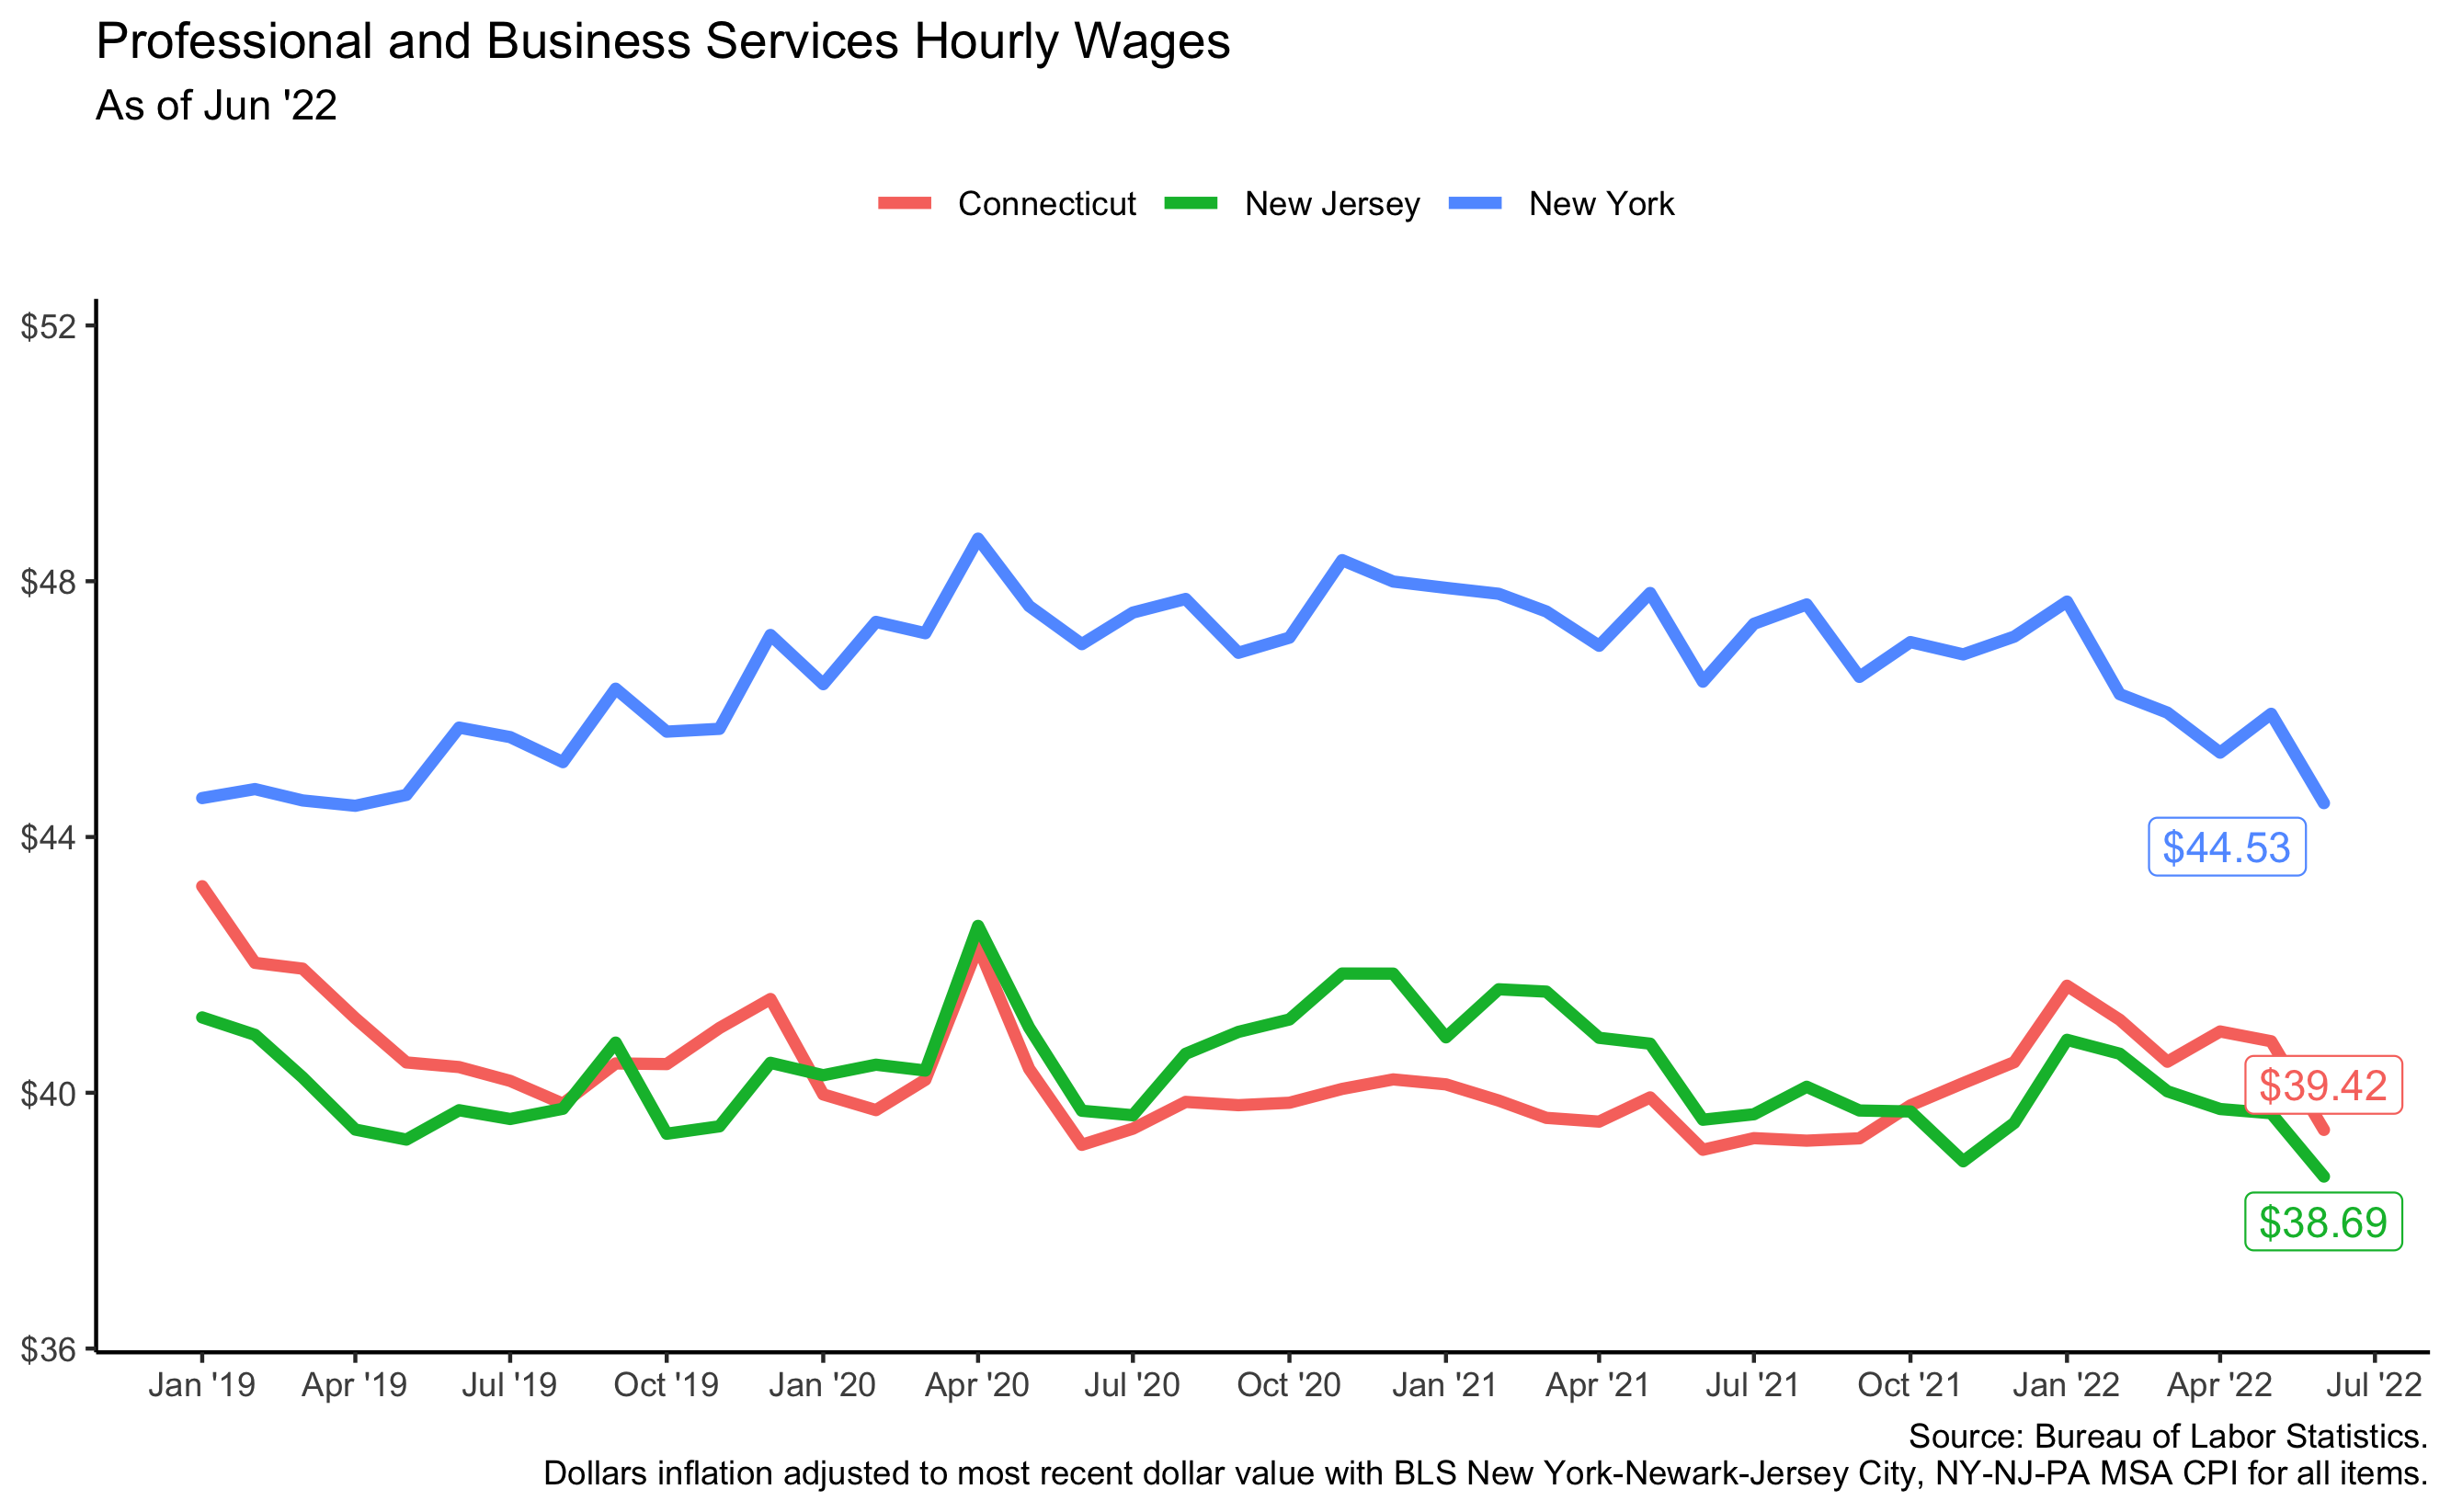 Professional and Business Services Hourly Wages
As of Jun '22
Connecticut New Jersey New York
$52
$48
$44
$40
$36
$44.53
$39.42
$38.69
Jan '19 Apr '19 Jul '19 Oct '19 Jan '20 Apr '20 Jul '20 Oct '20 Jan '21 Apr '21 Jul '21 Oct '21 Jan '22 Apr '22 Jul '22
Source: Bureau of Labor Statistics.
Dollars inflation adjusted to most recent dollar value with BLS New York-Newark-Jersey City, NY-NJ-PA MSA CPI for all items.